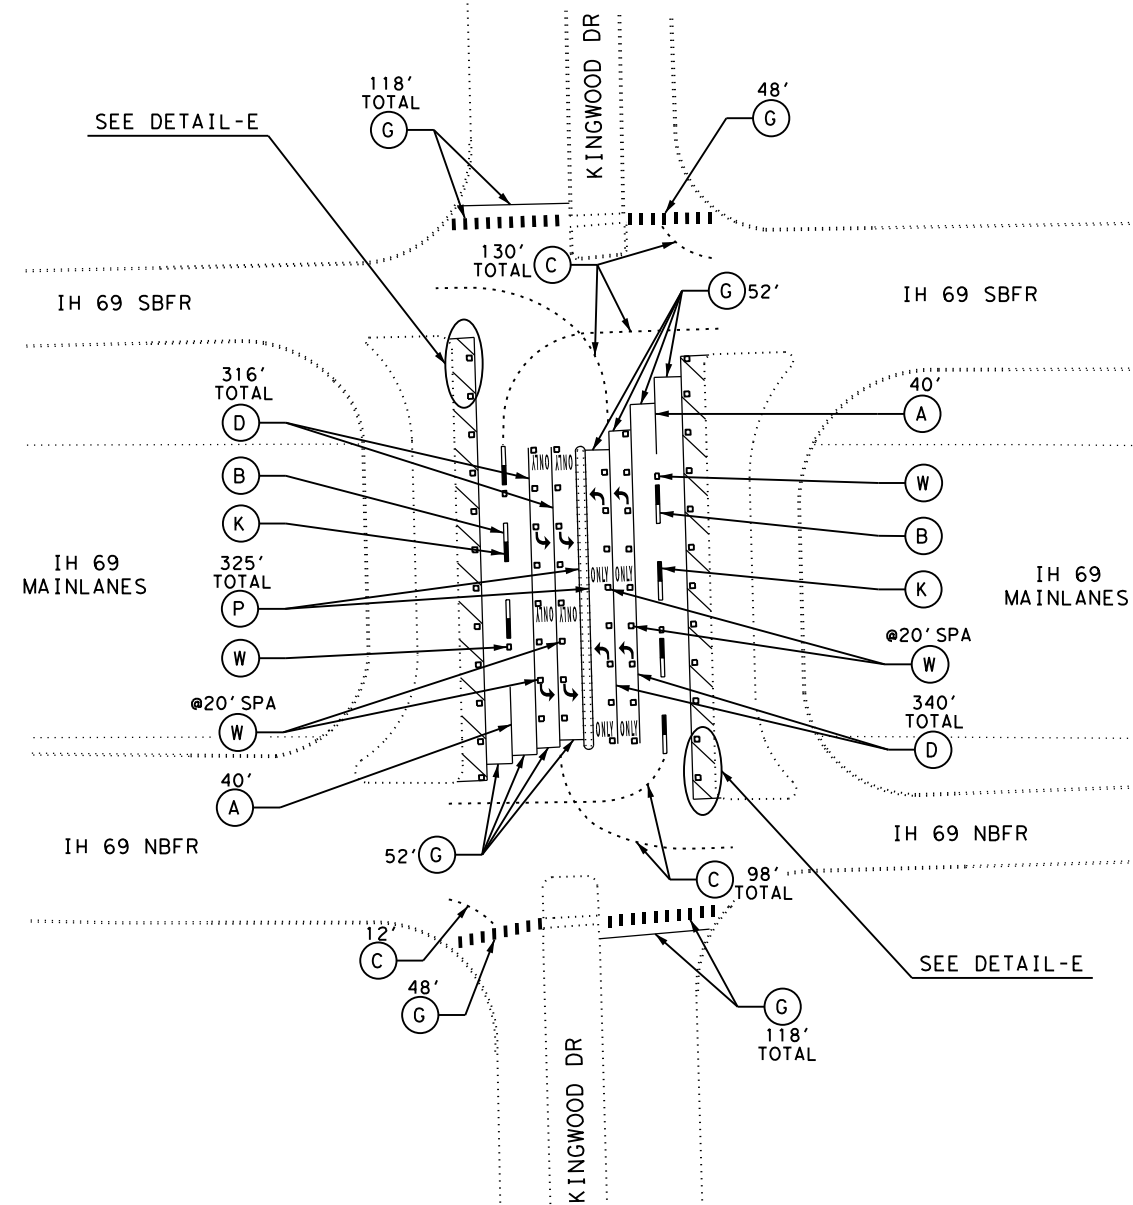 KINGWOOD DR
118'
TOTAL
G
48'
G
SEE DETAIL-E
130'
TOTAL
C
G 52'
IH 69 SBFR
IH 69 SBFR
316'
TOTAL
D
40'
A
ONLY
ONLY
B
W
K
B
IH 69
MAINLANES
325'
TOTAL
P
ONLY
ONLY
K
IH 69
MAINLANES
ONLY
ONLY
W
@20' SPA
W
@20' SPA
W
340'
TOTAL
D
ONLY
ONLY
40'
A
IH 69 NBFR
IH 69 NBFR
52' G
C
98'
TOTAL
12'
C
SEE DETAIL-E
48'
G
G
118'
TOTAL
KINGWOOD DR